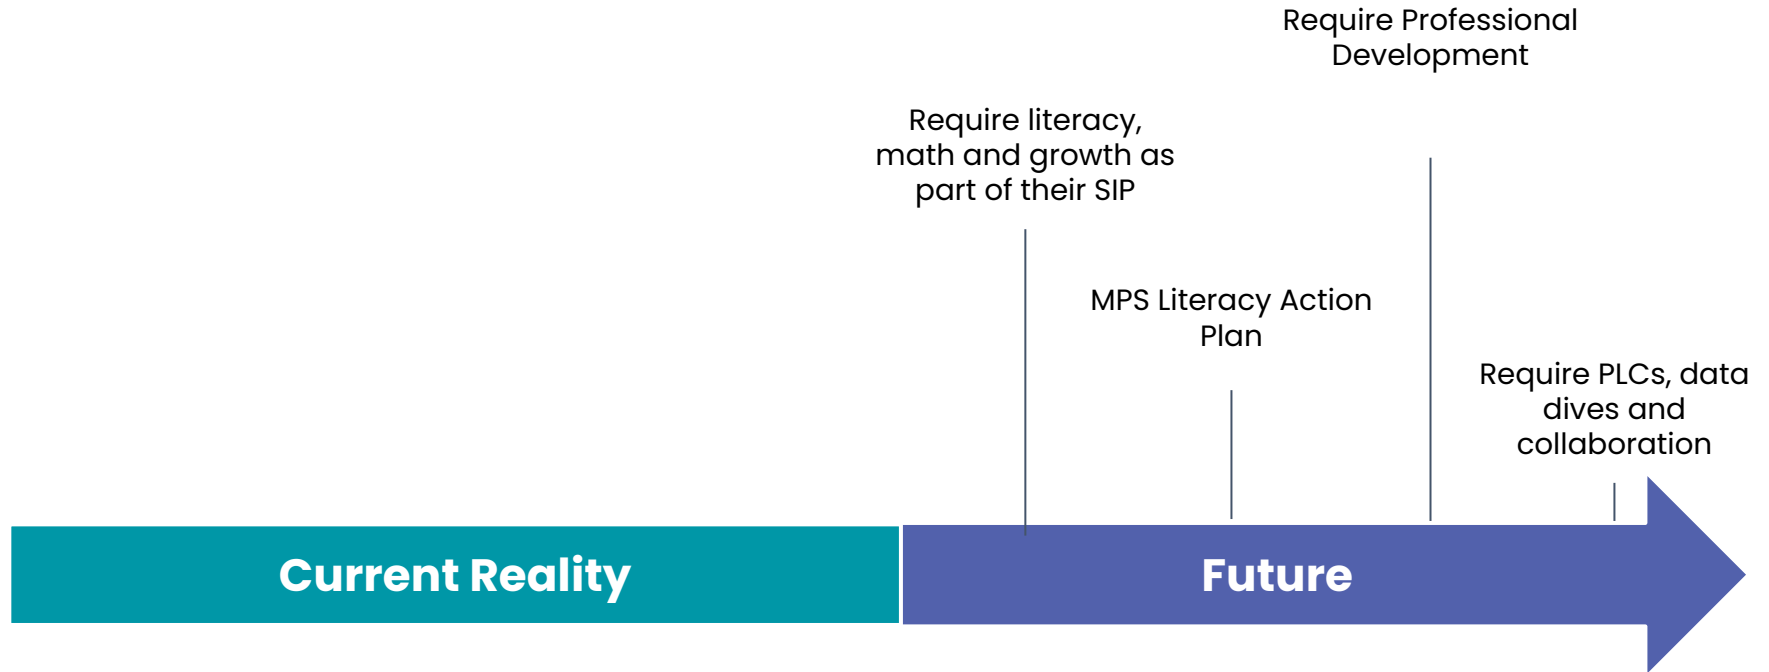 Require Professional
Development
Require literacy,
math and growth as
part of their SIP
MPS Literacy Action
Plan
Require PLCs, data
dives and
collaboration
Current Reality
Future